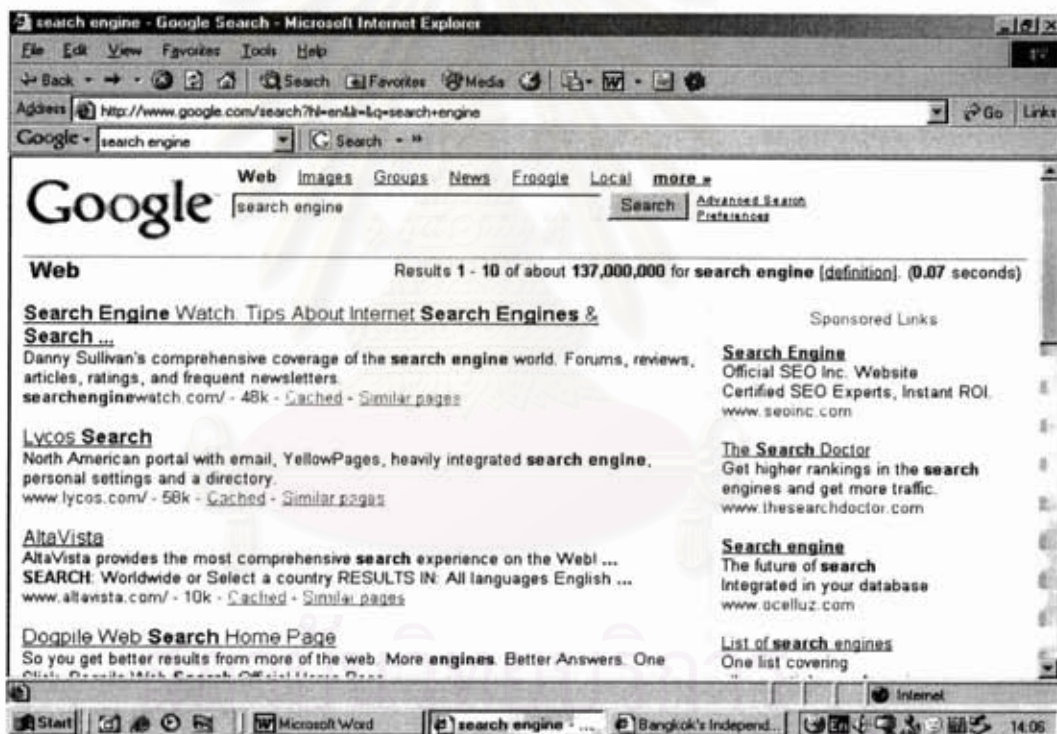 search engine - Google Search - Microsoft Internet Explorer
File Edit View Favorites Tools Help
Back Search Favorites Media
Address http://www.google.com/search?hl=en&lr=&q=search+engine Go Links
Google search engine Search »
Web Images Groups News Froogle Local more »
Google search engine Search Advanced Search
Preferences
Web Results 1 - 10 of about 137,000,000 for search engine [definition]. (0.07 seconds)
Search Engine Watch Tips About Internet Search Engines &
Search ...
Danny Sullivan's comprehensive coverage of the search engine world. Forums, reviews,
articles, ratings, and frequent newsletters.
searchenginewatch.com/ - 48k - Cached - Similar pages
Lycos Search
North American portal with email, YellowPages, heavily integrated search engine,
personal settings and a directory.
www.lycos.com/ - 58k - Cached - Similar pages
AltaVista
AltaVista provides the most comprehensive search experience on the Web! ...
SEARCH: Worldwide or Select a country RESULTS IN: All languages English ...
www.altavista.com/ - 10k - Cached - Similar pages
Dogpile Web Search Home Page
So you get better results from more of the web. More engines. Better Answers. One
Sponsored Links
Search Engine
Official SEO Inc. Website
Certified SEO Experts, Instant ROI.
www.seoinc.com
The Search Doctor
Get higher rankings in the search
engines and get more traffic.
www.thesearchdoctor.com
Search engine
The future of search
Integrated in your database
www.ocelluz.com
List of search engines
One list covering
Internet
Start Microsoft Word search engine - ... Bangkok's Independ... 14:06